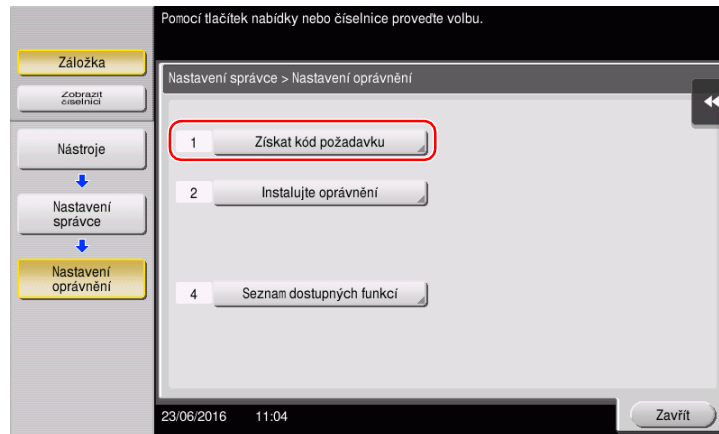 Pomocí tlačítek nabídky nebo číselnice proveďte volbu.
Záložka
Zobrazit
číselnici
Nástroje
Nastavení
správce
Nastavení
oprávnění
Nastavení správce > Nastavení oprávnění
1 Získat kód požadavku
2 Instalujte oprávnění
4 Seznam dostupných funkcí
23/06/2016 11:04
Zavřít